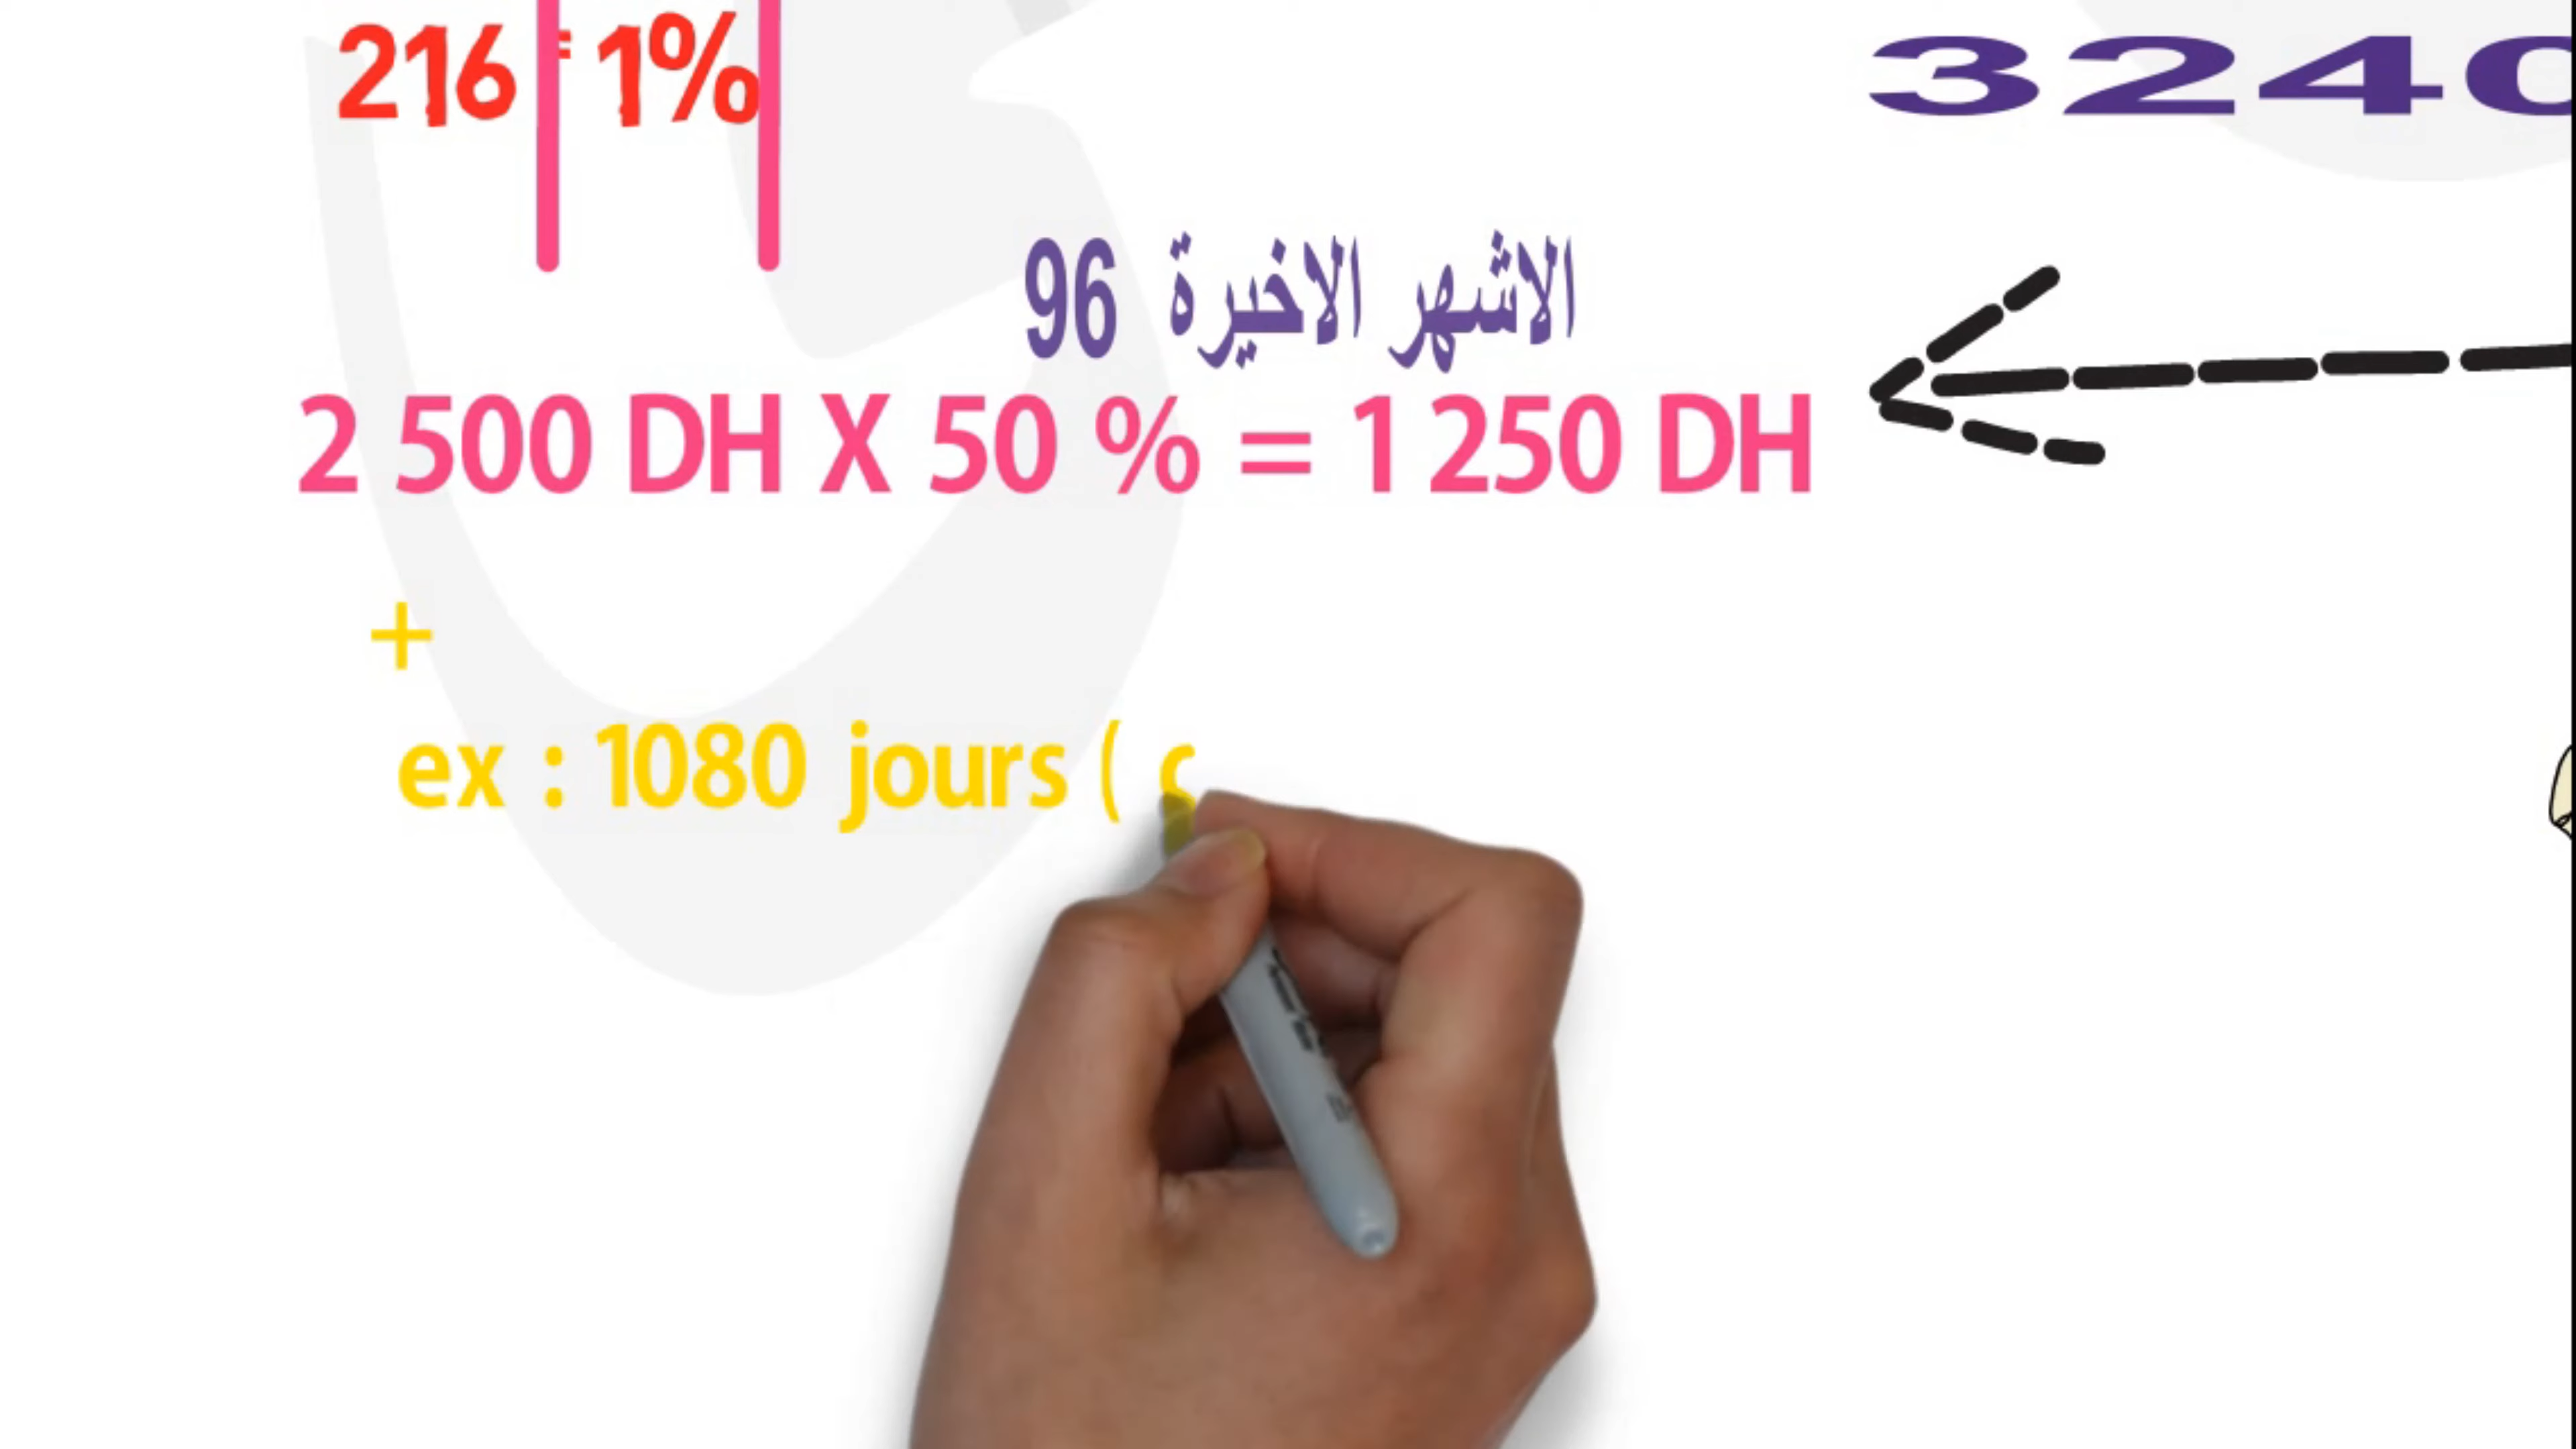 216 = 1%
3240
الاشهر الاخيرة 96
2 500 DH X 50 % = 1 250 DH
+
ex : 1080 jours (